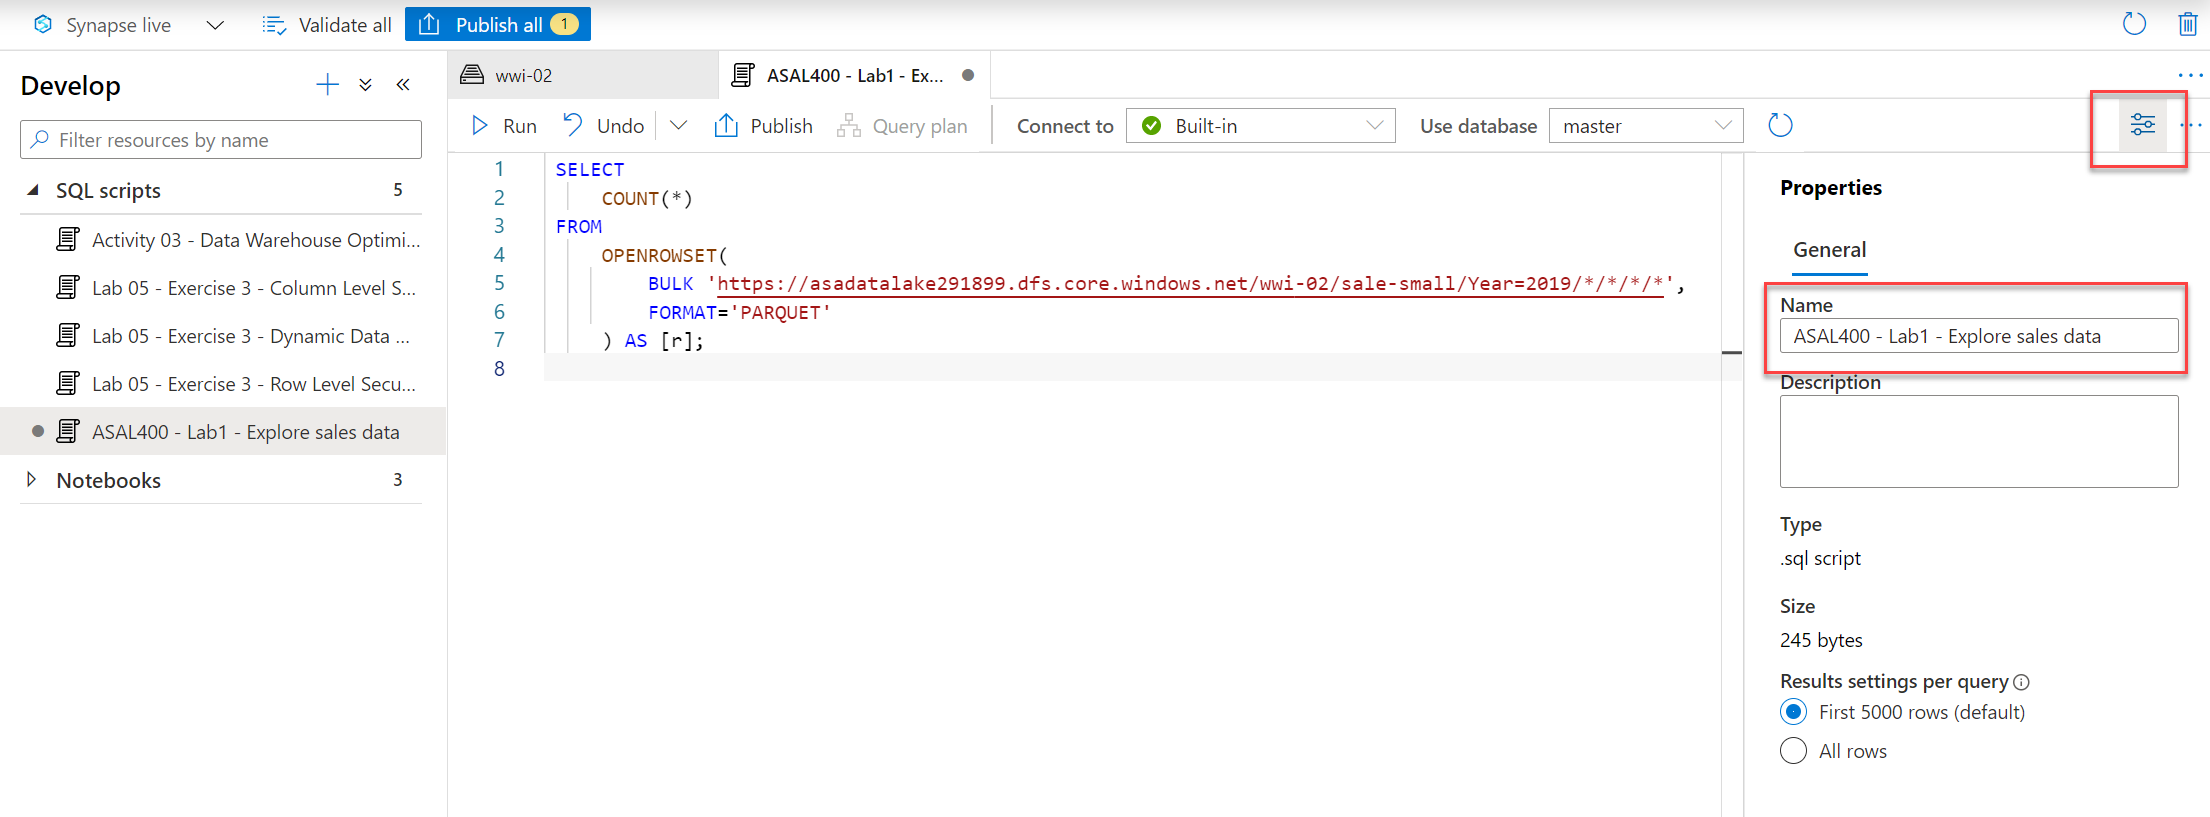 Synapse live
Validate all
Publish all 1
Develop
Filter resources by name
SQL scripts 5
Activity 03 - Data Warehouse Optimi...
Lab 05 - Exercise 3 - Column Level S...
Lab 05 - Exercise 3 - Dynamic Data ...
Lab 05 - Exercise 3 - Row Level Secu...
ASAL400 - Lab1 - Explore sales data
Notebooks 3
wwi-02
ASAL400 - Lab1 - Ex...
Run Undo Publish Query plan Connect to Built-in Use database master
1 SELECT
2 COUNT(*)
3 FROM
4 OPENROWSET(
5 BULK 'https://asadatalake291899.dfs.core.windows.net/wwi-02/sale-small/Year=2019/*/*/*/*',
6 FORMAT='PARQUET'
7 ) AS [r];
8
Properties
General
Name
ASAL400 - Lab1 - Explore sales data
Description
Type
.sql script
Size
245 bytes
Results settings per query
First 5000 rows (default)
All rows